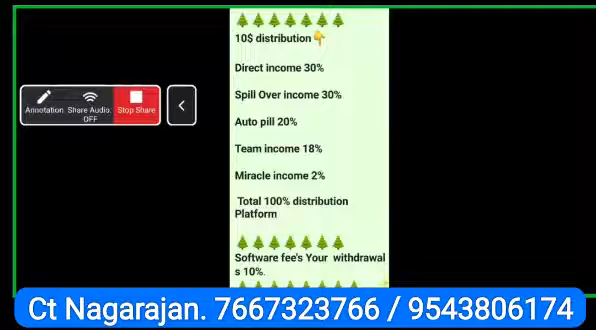 🌲🌲🌲🌲🌲🌲🌲
10$ distribution👇
Direct income 30%
Spill Over income 30%
Auto pill 20%
Team income 18%
Miracle income 2%
Total 100% distribution
Platform
🌲🌲🌲🌲🌲🌲🌲
Software fee's Your withdrawal
s 10%.
Annotation
Share Audio:
OFF
Stop Share
<
Ct Nagarajan. 7667323766 / 9543806174